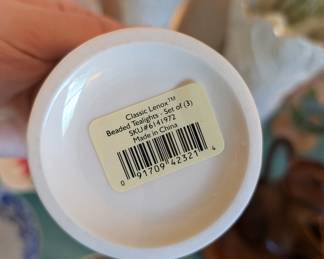 Classic Lenox™
Beaded Tealights - Set of (3)
SKU#6141972
Made in China
0 91709 42321 4